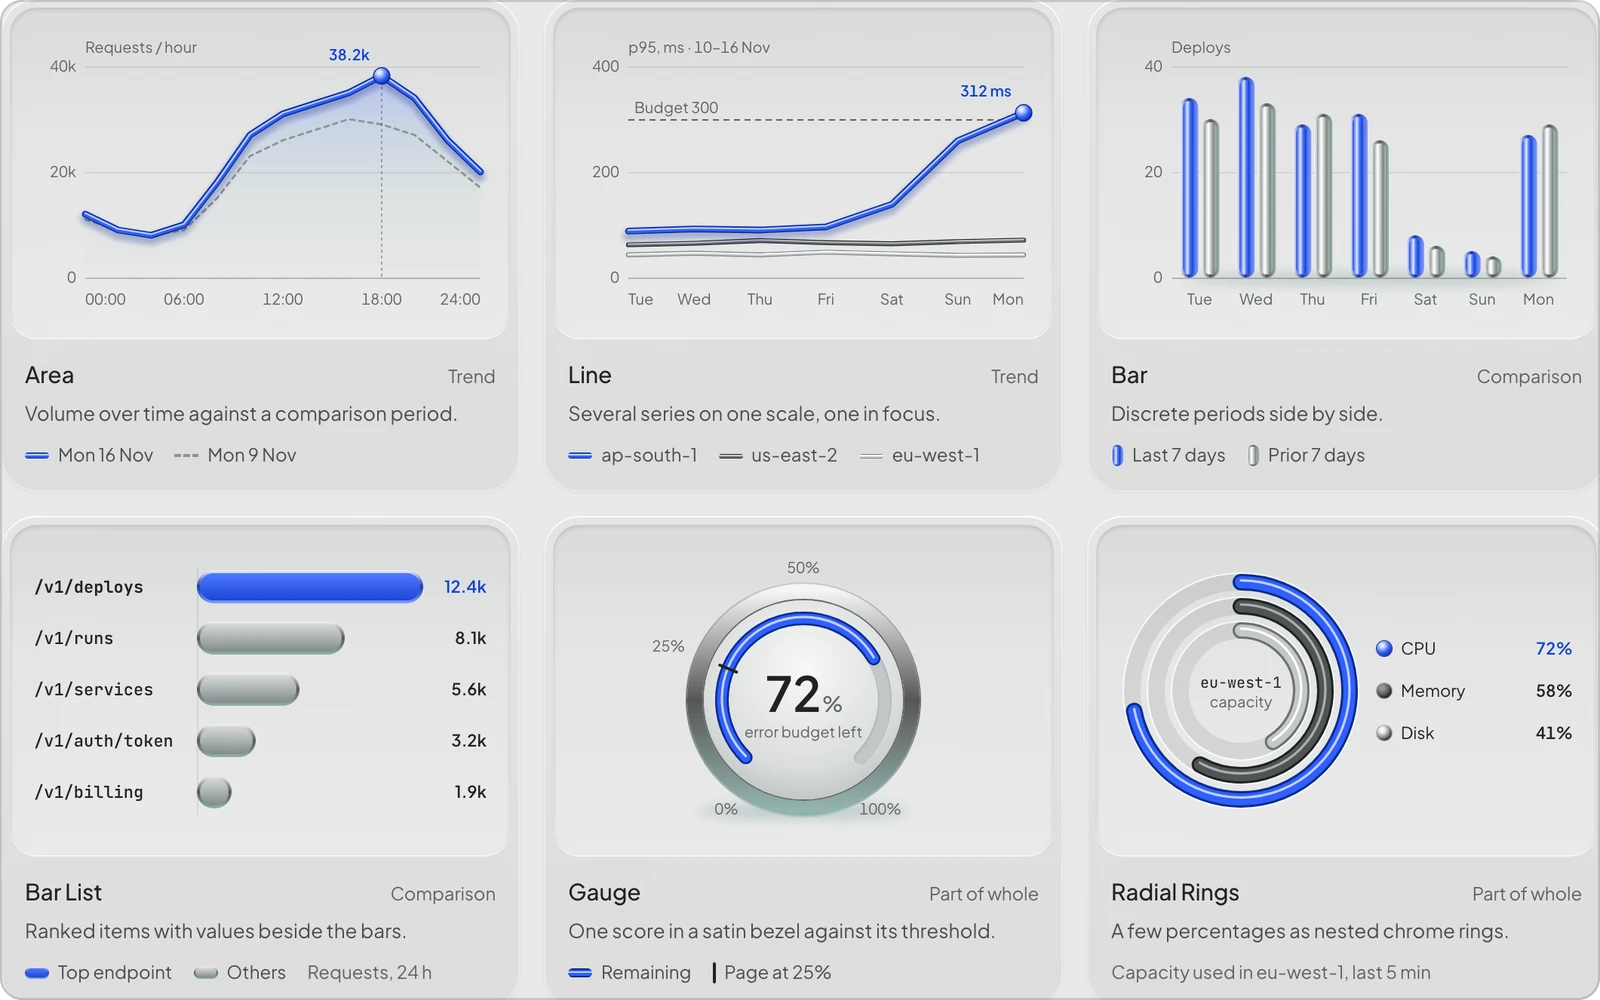 Requests / hour
38.2k
40k
20k
0
00:00 06:00 12:00 18:00 24:00
Area Trend
Volume over time against a comparison period.
Mon 16 Nov Mon 9 Nov
p95, ms · 10–16 Nov
400
312 ms
Budget 300
200
0
Tue Wed Thu Fri Sat Sun Mon
Line Trend
Several series on one scale, one in focus.
ap-south-1 us-east-2 eu-west-1
Deploys
40
20
0
Tue Wed Thu Fri Sat Sun Mon
Bar Comparison
Discrete periods side by side.
Last 7 days Prior 7 days
/v1/deploys 12.4k
/v1/runs 8.1k
/v1/services 5.6k
/v1/auth/token 3.2k
/v1/billing 1.9k
Bar List Comparison
Ranked items with values beside the bars.
Top endpoint Others Requests, 24 h
50%
25%
72%
error budget left
0% 100%
Gauge Part of whole
One score in a satin bezel against its threshold.
Remaining Page at 25%
eu-west-1
capacity
CPU 72%
Memory 58%
Disk 41%
Radial Rings Part of whole
A few percentages as nested chrome rings.
Capacity used in eu-west-1, last 5 min